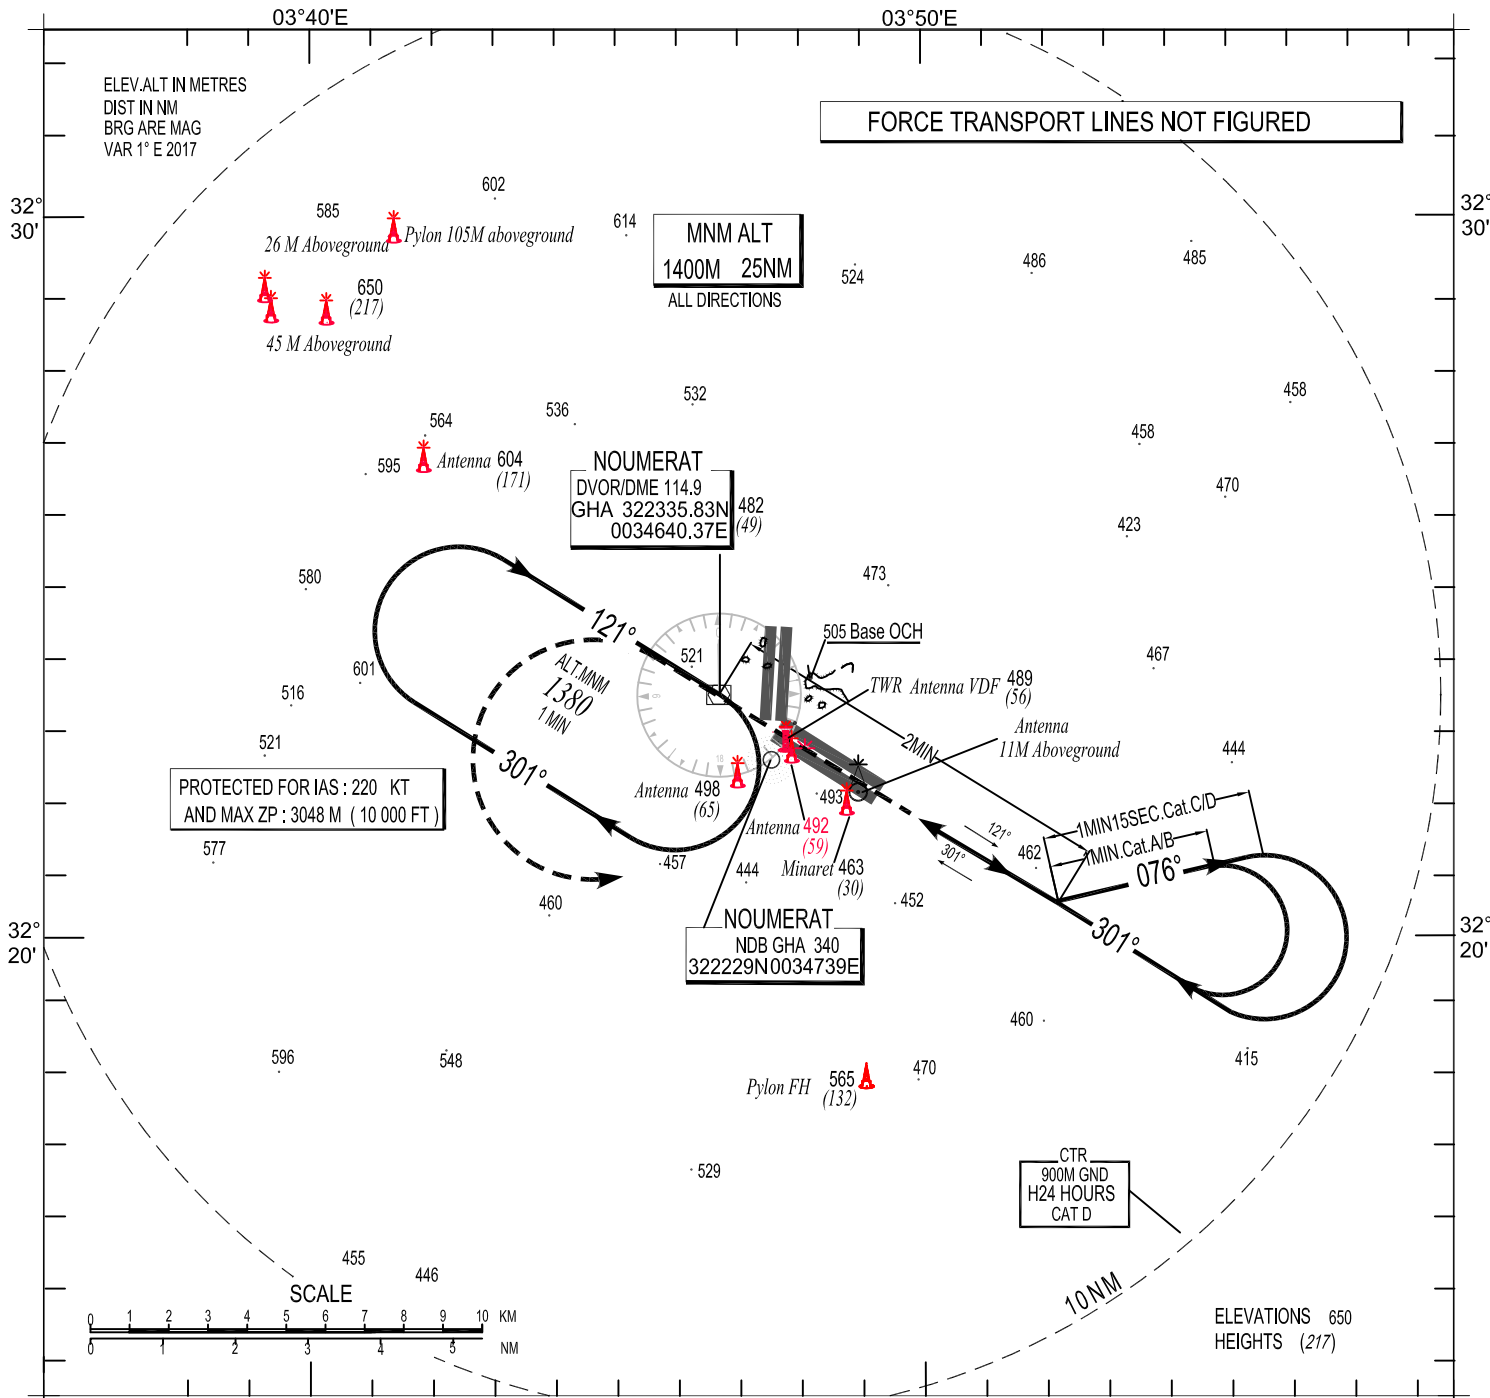 03°40'E
03°50'E
ELEV.ALT IN METRES
DIST IN NM
BRG ARE MAG
VAR 1° E 2017
FORCE TRANSPORT LINES NOT FIGURED
32°
30'
32°
30'
602
585
614
Pylon 105M aboveground
26 M Aboveground
650
(217)
45 M Aboveground
MNM ALT
1400M 25NM
ALL DIRECTIONS
524
486
485
458
458
470
423
532
536
564
595
Antenna 604
(171)
NOUMERAT
DVOR/DME 114.9
GHA 322335.83N
0034640.37E
482
(49)
473
580
121°
505 Base OCH
521
601
516
521
ALT.MNM
1380
1 MIN
TWR Antenna VDF 489
(56)
467
Antenna
11M Aboveground
2MIN
444
301°
PROTECTED FOR IAS : 220 KT
AND MAX ZP : 3048 M ( 10 000 FT )
Antenna 498
(65)
493
Antenna 492
(59)
1MIN15SEC.Cat.C/D
1MIN.Cat.A/B
121°
301°
462
076°
577
457
444
Minaret 463
(30)
452
460
NOUMERAT
NDB GHA 340
322229N0034739E
301°
32°
20'
32°
20'
460
415
596
548
Pylon FH 565
(132)
470
529
CTR
900M GND
H24 HOURS
CAT D
455
446
10NM
SCALE
0 1 2 3 4 5 6 7 8 9 10 KM
0 1 2 3 4 5 NM
ELEVATIONS 650
HEIGHTS (217)